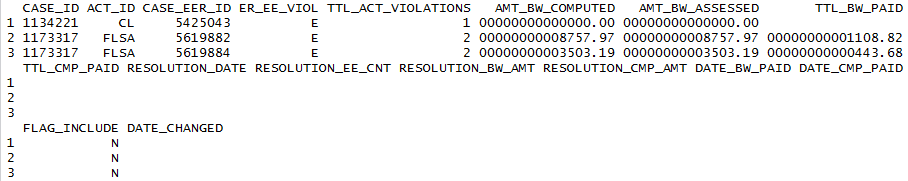 CASE_ID ACT_ID CASE_EER_ID ER_EE_VIOL TTL_ACT_VIOLATIONS AMT_BW_COMPUTED AMT_BW_ASSESSED TTL_BW_PAID
1 1134221 CL 5425043 E 1 00000000000000.00 00000000000000.00
2 1173317 FLSA 5619882 E 2 00000000008757.97 00000000008757.97 00000000001108.82
3 1173317 FLSA 5619884 E 2 00000000003503.19 00000000003503.19 00000000000443.68
TTL_CMP_PAID RESOLUTION_DATE RESOLUTION_EE_CNT RESOLUTION_BW_AMT RESOLUTION_CMP_AMT DATE_BW_PAID DATE_CMP_PAID
1
2
3
FLAG_INCLUDE DATE_CHANGED
1 N
2 N
3 N